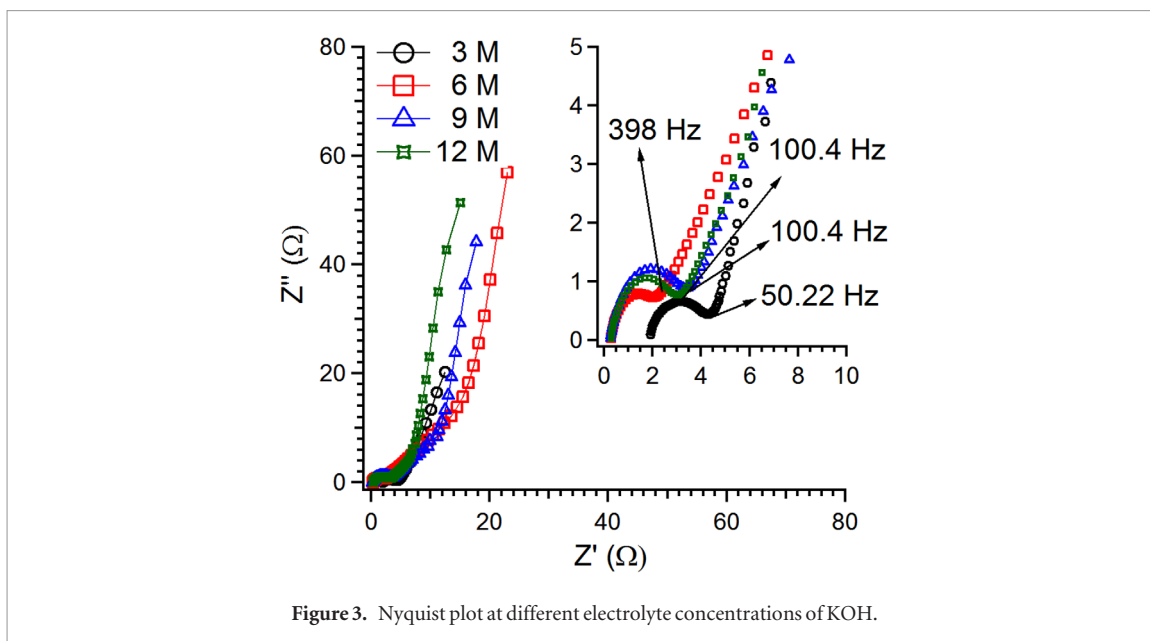 80
60
40
20
0
Z'' (Ω)
3 M
6 M
9 M
12 M
0
20
40
60
80
Z' (Ω)
5
4
3
2
1
0
0
2
4
6
8
10
398 Hz
100.4 Hz
100.4 Hz
50.22 Hz
Figure 3. Nyquist plot at different electrolyte concentrations of KOH.